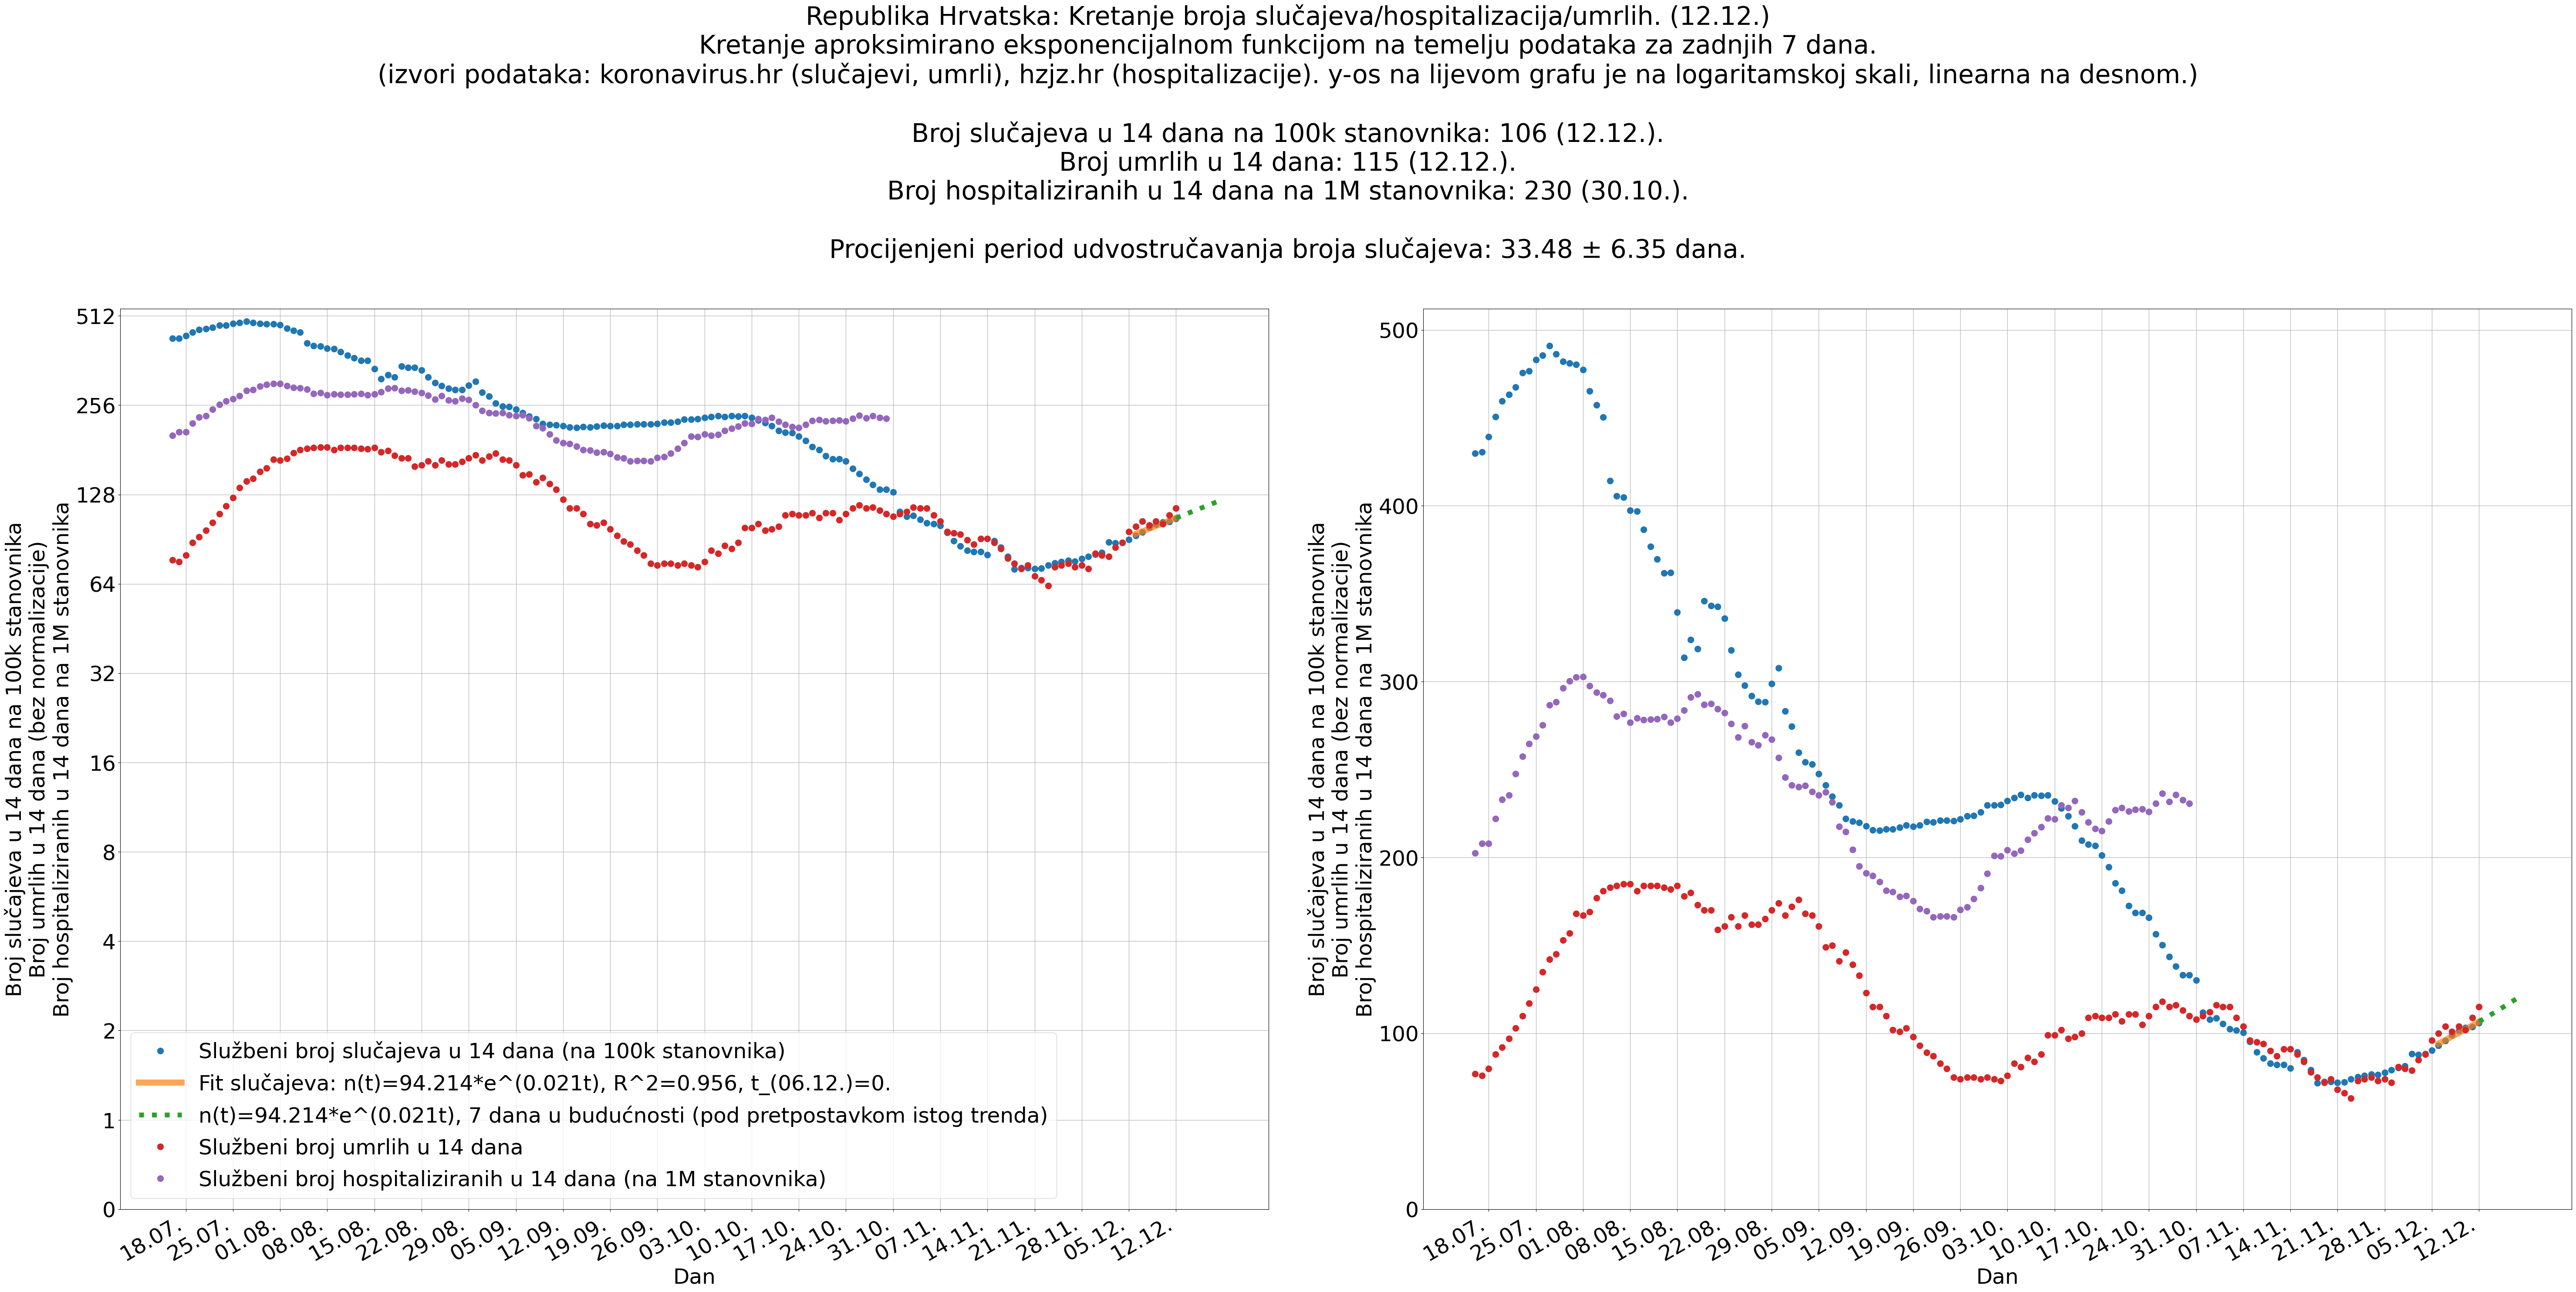 Republika Hrvatska: Kretanje broja slučajeva/hospitalizacija/umrlih. (12.12.)
Kretanje aproksimirano eksponencijalnom funkcijom na temelju podataka za zadnjih 7 dana.
(izvori podataka: koronavirus.hr (slučajevi, umrli), hzjz.hr (hospitalizacije). y-os na lijevom grafu je na logaritamskoj skali, linearna na desnom.)
Broj slučajeva u 14 dana na 100k stanovnika: 106 (12.12.).
Broj umrlih u 14 dana: 115 (12.12.).
Broj hospitaliziranih u 14 dana na 1M stanovnika: 230 (30.10.).
Procijenjeni period udvostručavanja broja slučajeva: 33.48 ± 6.35 dana.
Broj slučajeva u 14 dana na 100k stanovnika
Broj umrlih u 14 dana (bez normalizacije)
Broj hospitaliziranih u 14 dana na 1M stanovnika
512
256
128
64
32
16
8
4
2
1
0
Službeni broj slučajeva u 14 dana (na 100k stanovnika)
Fit slučajeva: n(t)=94.214*e^(0.021t), R^2=0.956, t_(06.12.)=0.
n(t)=94.214*e^(0.021t), 7 dana u budućnosti (pod pretpostavkom istog trenda)
Službeni broj umrlih u 14 dana
Službeni broj hospitaliziranih u 14 dana (na 1M stanovnika)
18.07. 25.07. 01.08. 08.08. 15.08. 22.08. 29.08. 05.09. 12.09. 19.09. 26.09. 03.10. 10.10. 17.10. 24.10. 31.10. 07.11. 14.11. 21.11. 28.11. 05.12. 12.12.
Dan
Broj slučajeva u 14 dana na 100k stanovnika
Broj umrlih u 14 dana (bez normalizacije)
Broj hospitaliziranih u 14 dana na 1M stanovnika
500
400
300
200
100
0
18.07. 25.07. 01.08. 08.08. 15.08. 22.08. 29.08. 05.09. 12.09. 19.09. 26.09. 03.10. 10.10. 17.10. 24.10. 31.10. 07.11. 14.11. 21.11. 28.11. 05.12. 12.12.
Dan